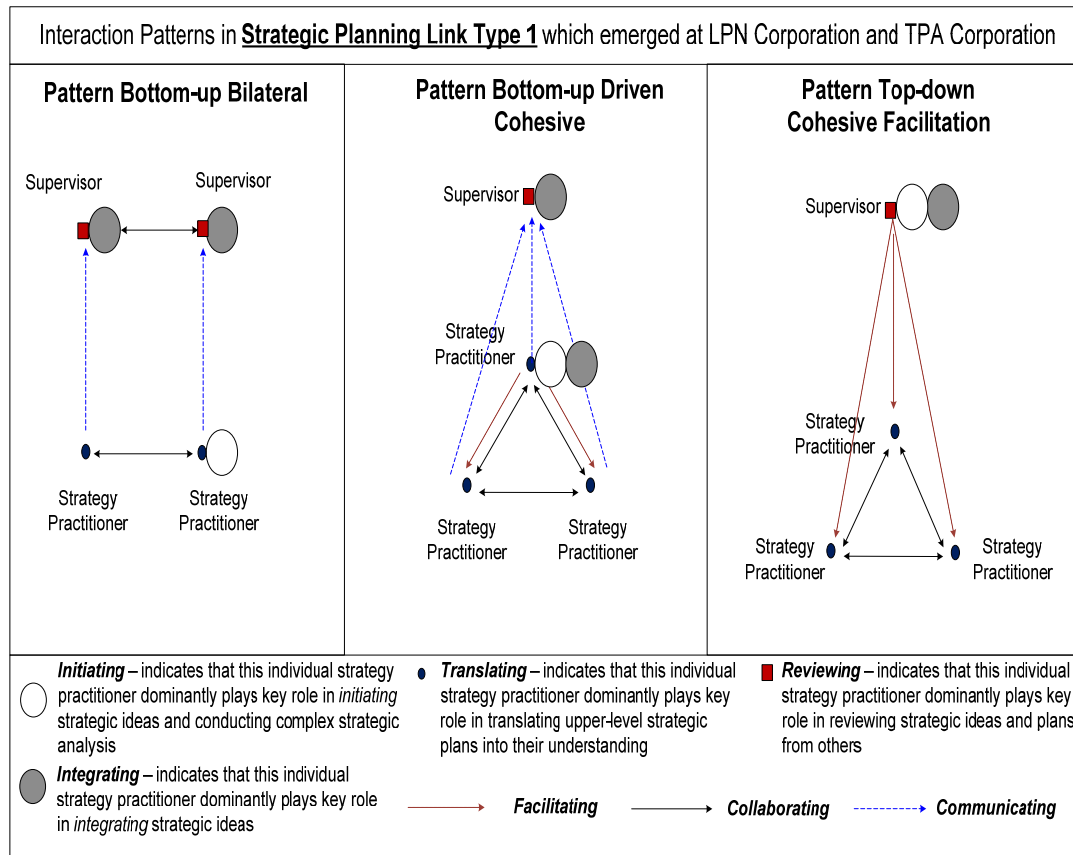 Interaction Patterns in Strategic Planning Link Type 1 which emerged at LPN Corporation and TPA Corporation
Pattern Bottom-up Bilateral
Supervisor
Supervisor
Strategy
Practitioner
Strategy
Practitioner
Pattern Bottom-up Driven
Cohesive
Supervisor
Strategy
Practitioner
Strategy
Practitioner
Strategy
Practitioner
Pattern Top-down
Cohesive Facilitation
Supervisor
Strategy
Practitioner
Strategy
Practitioner
Strategy
Practitioner
Initiating – indicates that this individual strategy
practitioner dominantly plays key role in initiating
strategic ideas and conducting complex strategic
analysis
Integrating – indicates that this individual
strategy practitioner dominantly plays key role
in integrating strategic ideas
Translating – indicates that this individual
strategy practitioner dominantly plays key
role in translating upper-level strategic
plans into their understanding
Reviewing – indicates that this individual
strategy practitioner dominantly plays key
role in reviewing strategic ideas and plans
from others
Facilitating
Collaborating
Communicating